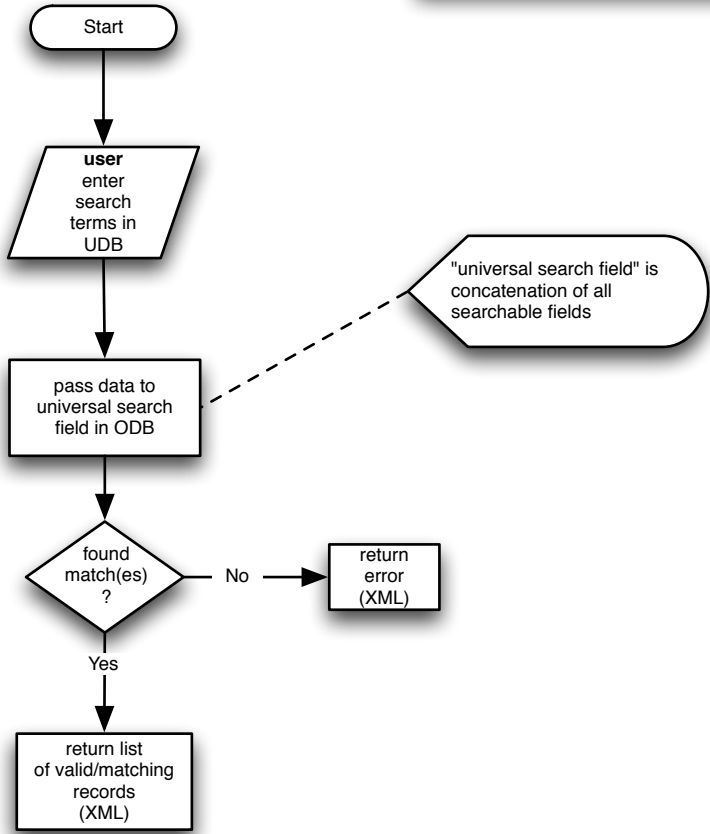 Start
user
enter
search
terms in
UDB
"universal search field" is
concatenation of all
searchable fields
pass data to
universal search
field in ODB
found
match(es)
?
No
return
error
(XML)
Yes
return list
of valid/matching
records
(XML)